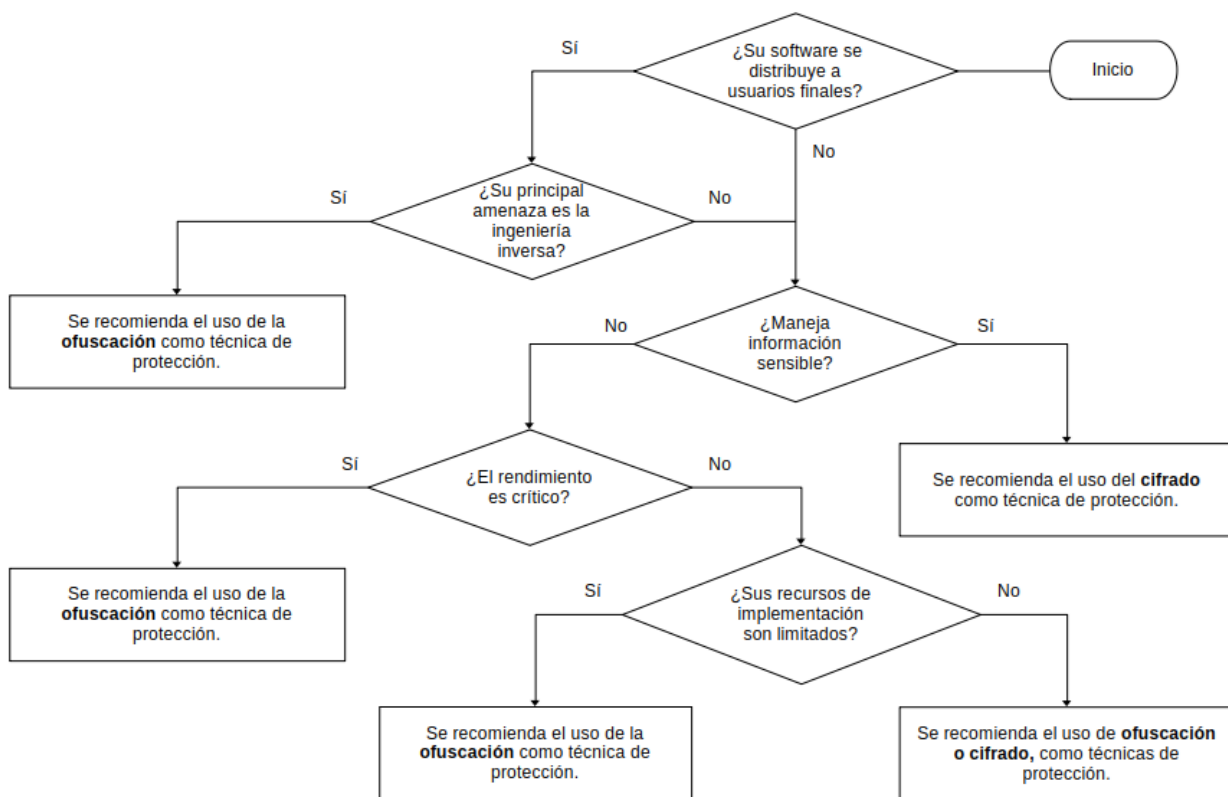 Sí
¿Su software se
distribuye a
usuarios finales?
Inicio
No
Sí
¿Su principal
amenaza es la
ingeniería
inversa?
No
Se recomienda el uso de la
ofuscación como técnica de
protección.
No
¿Maneja
información
sensible?
Sí
Sí
¿El rendimiento
es crítico?
No
Se recomienda el uso del cifrado
como técnica de protección.
Se recomienda el uso de la
ofuscación como técnica de
protección.
Sí
¿Sus recursos de
implementación
son limitados?
No
Se recomienda el uso de la
ofuscación como técnica de
protección.
Se recomienda el uso de ofuscación
o cifrado, como técnicas de
protección.